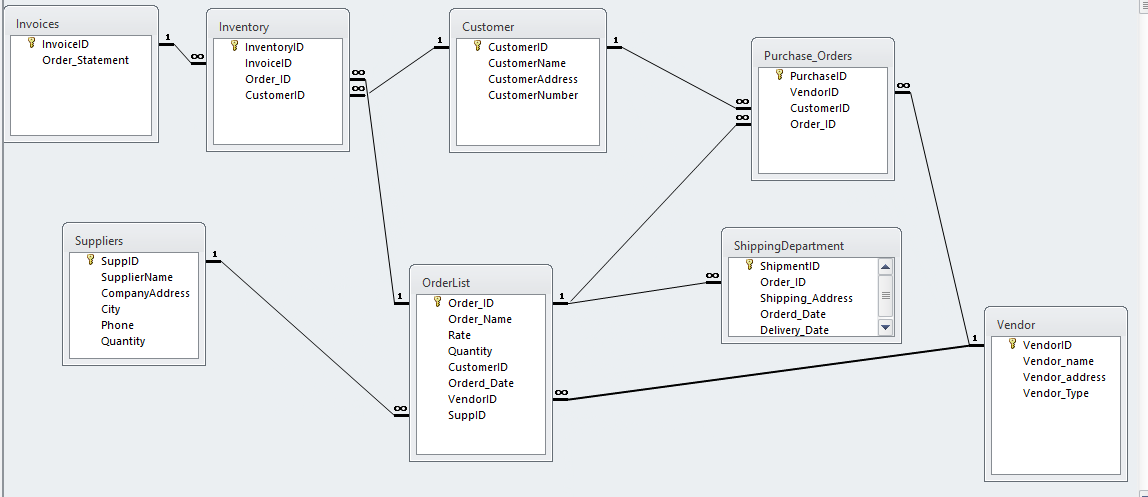 Invoices
InvoiceID
Order_Statement
Inventory
InventoryID
InvoiceID
Order_ID
CustomerID
Customer
CustomerID
CustomerName
CustomerAddress
CustomerNumber
Purchase_Orders
PurchaseID
VendorID
CustomerID
Order_ID
Suppliers
SuppID
SupplierName
CompanyAddress
City
Phone
Quantity
OrderList
Order_ID
Order_Name
Rate
Quantity
CustomerID
Orderd_Date
VendorID
SuppID
ShippingDepartment
ShipmentID
Order_ID
Shipping_Address
Orderd_Date
Delivery_Date
Vendor
VendorID
Vendor_name
Vendor_address
Vendor_Type
1
∞
∞
∞
1
1
∞
∞
∞
1
∞
1
1
∞
∞
1